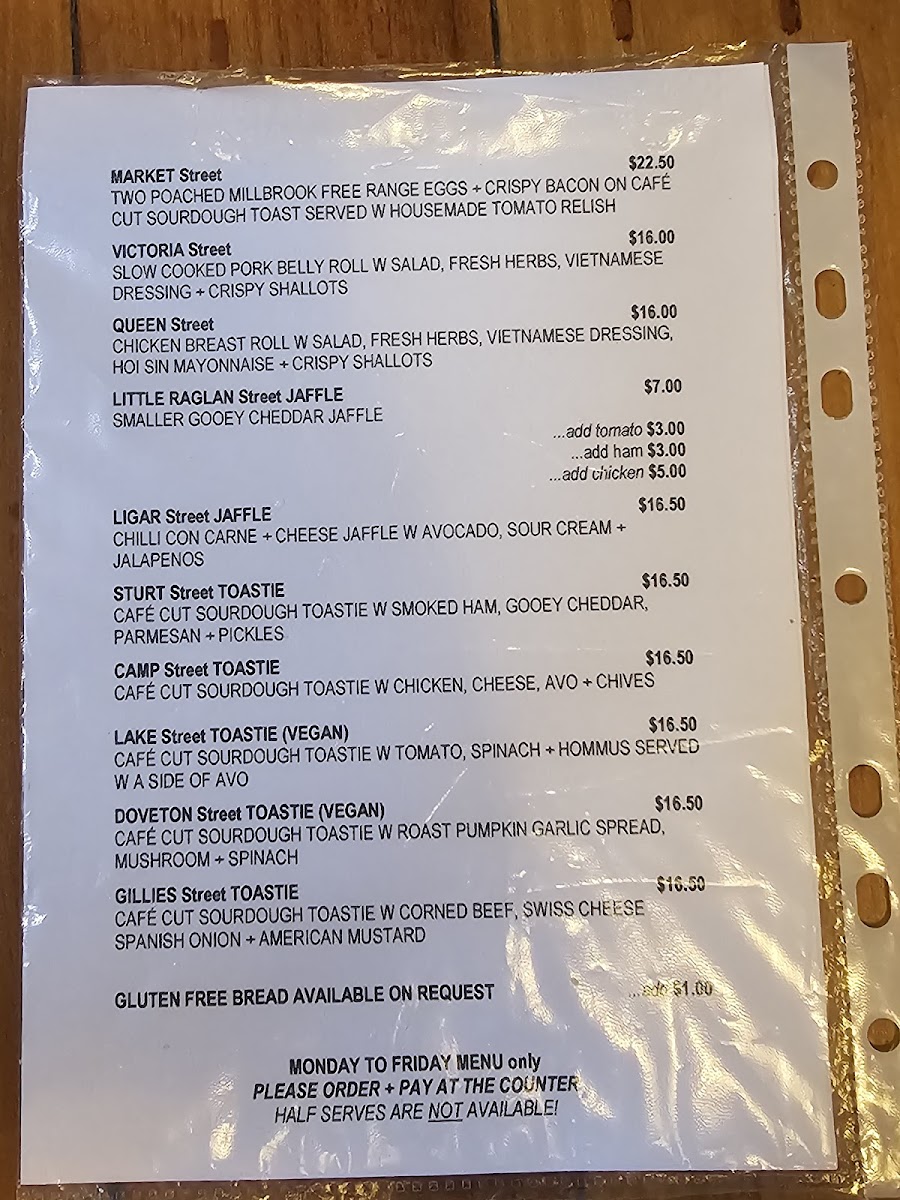 MARKET Street $22.50
TWO POACHED MILLBROOK FREE RANGE EGGS + CRISPY BACON ON CAFÉ
CUT SOURDOUGH TOAST SERVED W HOUSEMADE TOMATO RELISH
VICTORIA Street $16.00
SLOW COOKED PORK BELLY ROLL W SALAD, FRESH HERBS, VIETNAMESE
DRESSING + CRISPY SHALLOTS
QUEEN Street $16.00
CHICKEN BREAST ROLL W SALAD, FRESH HERBS, VIETNAMESE DRESSING,
HOI SIN MAYONNAISE + CRISPY SHALLOTS
LITTLE RAGLAN Street JAFFLE $7.00
SMALLER GOOEY CHEDDAR JAFFLE
...add tomato $3.00
...add ham $3.00
...add chicken $5.00
LIGAR Street JAFFLE $16.50
CHILLI CON CARNE + CHEESE JAFFLE W AVOCADO, SOUR CREAM +
JALAPENOS
STURT Street TOASTIE $16.50
CAFÉ CUT SOURDOUGH TOASTIE W SMOKED HAM, GOOEY CHEDDAR,
PARMESAN + PICKLES
CAMP Street TOASTIE $16.50
CAFÉ CUT SOURDOUGH TOASTIE W CHICKEN, CHEESE, AVO + CHIVES
LAKE Street TOASTIE (VEGAN) $16.50
CAFÉ CUT SOURDOUGH TOASTIE W TOMATO, SPINACH + HOMMUS SERVED
W A SIDE OF AVO
DOVETON Street TOASTIE (VEGAN) $16.50
CAFÉ CUT SOURDOUGH TOASTIE W ROAST PUMPKIN GARLIC SPREAD,
MUSHROOM + SPINACH
GILLIES Street TOASTIE $16.50
CAFÉ CUT SOURDOUGH TOASTIE W CORNED BEEF, SWISS CHEESE
SPANISH ONION + AMERICAN MUSTARD
GLUTEN FREE BREAD AVAILABLE ON REQUEST ...add $1.00
MONDAY TO FRIDAY MENU only
PLEASE ORDER + PAY AT THE COUNTER
HALF SERVES ARE NOT AVAILABLE!